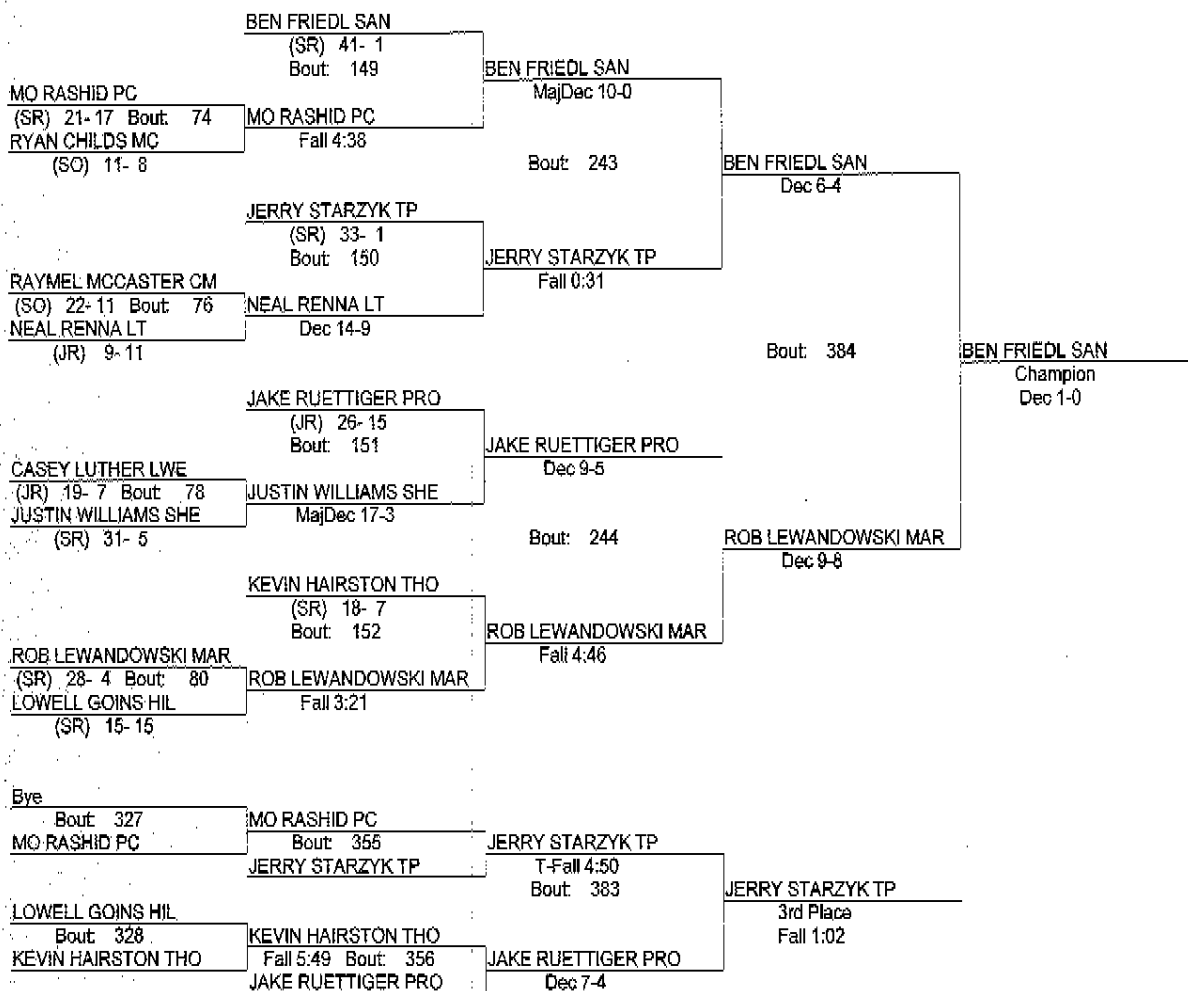 BEN FRIEDL SAN
(SR) 41- 1
Bout: 149
BEN FRIEDL SAN
MajDec 10-0
MO RASHID PC
(SR) 21- 17 Bout: 74
MO RASHID PC
RYAN CHILDS MC
Fall 4:38
(SO) 11- 8
Bout: 243
BEN FRIEDL SAN
Dec 6-4
JERRY STARZYK TP
(SR) 33- 1
Bout: 150
JERRY STARZYK TP
Fall 0:31
RAYMEL MCCASTER CM
(SO) 22- 11 Bout: 76
NEAL RENNA LT
NEAL RENNA LT
Dec 14-9
(JR) 9- 11
Bout: 384
BEN FRIEDL SAN
Champion
Dec 1-0
JAKE RUETTIGER PRO
(JR) 26- 15
Bout: 151
JAKE RUETTIGER PRO
Dec 9-5
CASEY LUTHER LWE
(JR) 19- 7 Bout: 78
JUSTIN WILLIAMS SHE
JUSTIN WILLIAMS SHE
MajDec 17-3
(SR) 31- 5
Bout: 244
ROB LEWANDOWSKI MAR
Dec 9-8
KEVIN HAIRSTON THO
(SR) 18- 7
Bout: 152
ROB LEWANDOWSKI MAR
Fall 4:46
ROB LEWANDOWSKI MAR
(SR) 28- 4 Bout: 80
ROB LEWANDOWSKI MAR
LOWELL GOINS HIL
Fall 3:21
(SR) 15- 15
Bye
Bout: 327
MO RASHID PC
MO RASHID PC
Bout: 355
JERRY STARZYK TP
JERRY STARZYK TP
T-Fall 4:50
Bout: 383
JERRY STARZYK TP
3rd Place
Fall 1:02
LOWELL GOINS HIL
Bout: 328
KEVIN HAIRSTON THO
KEVIN HAIRSTON THO
Fall 5:49 Bout: 356
JAKE RUETTIGER PRO
JAKE RUETTIGER PRO
Dec 7-4